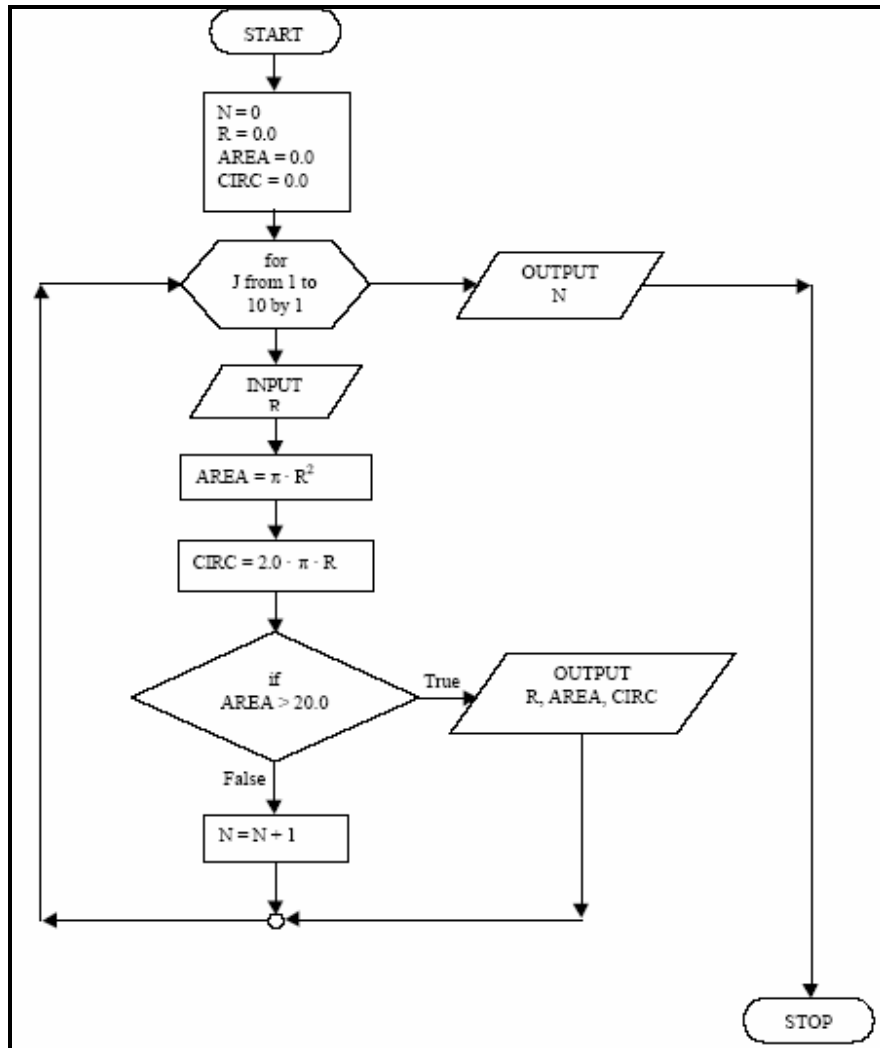 START
N = 0
R = 0.0
AREA = 0.0
CIRC = 0.0
for
J from 1 to
10 by 1
OUTPUT
N
INPUT
R
AREA = π · R²
CIRC = 2.0 · π · R
if
AREA > 20.0
True
OUTPUT
R, AREA, CIRC
False
N = N + 1
STOP